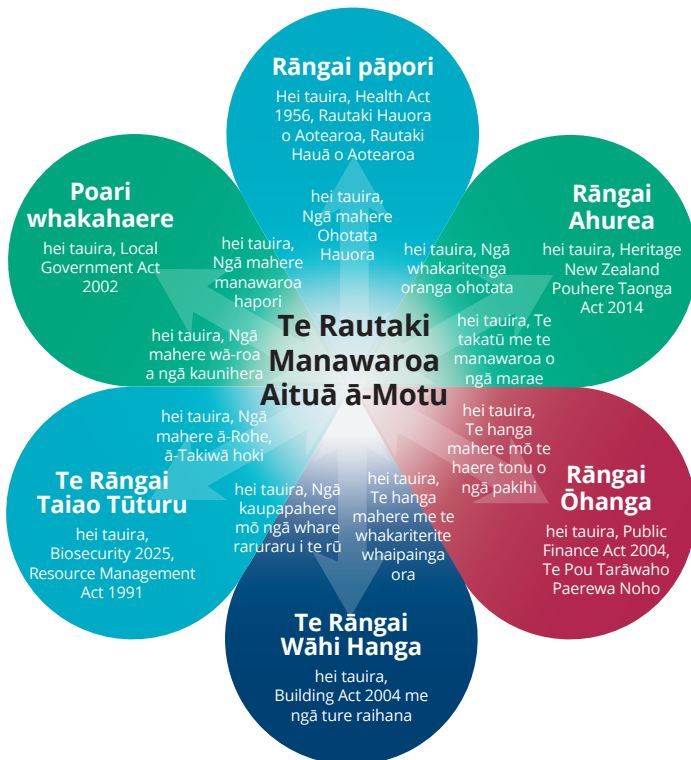 Rāngai pāpori
Hei tauira, Health Act
1956, Rautaki Hauora
o Aotearoa, Rautaki
Hauā o Aotearoa
hei tauira,
Ngā mahere
Ohotata
Hauora
Poari
whakahaere
hei tauira, Local
Government Act
2002
hei tauira,
Ngā mahere
manawaroa
hapori
hei tauira, Ngā
whakaritenga
oranga ohotata
Rāngai
Ahurea
hei tauira, Heritage
New Zealand
Pouhere Taonga
Act 2014
hei tauira, Ngā
mahere wā-roa
a ngā kaunihera
Te Rautaki
Manawaroa
Aituā ā-Motu
hei tauira, Te
takatū me te
manawaroa o
ngā marae
hei tauira, Ngā
mahere ā-Rohe,
ā-Takiwā hoki
Te Rāngai
Taiao Tūturu
hei tauira,
Biosecurity 2025,
Resource Management
Act 1991
hei tauira, Ngā
kaupapahere
mō ngā whare
raruraru i te rū
hei tauira,
Te hanga
mahere me te
whakariterite
whaipainga
ora
hei tauira,
Te hanga
mahere mō te
haere tonu o
ngā pakihi
Rāngai
Ōhanga
hei tauira, Public
Finance Act 2004,
Te Pou Tarāwaho
Paerewa Noho
Te Rāngai
Wāhi Hanga
hei tauira,
Building Act 2004 me
ngā ture raihana